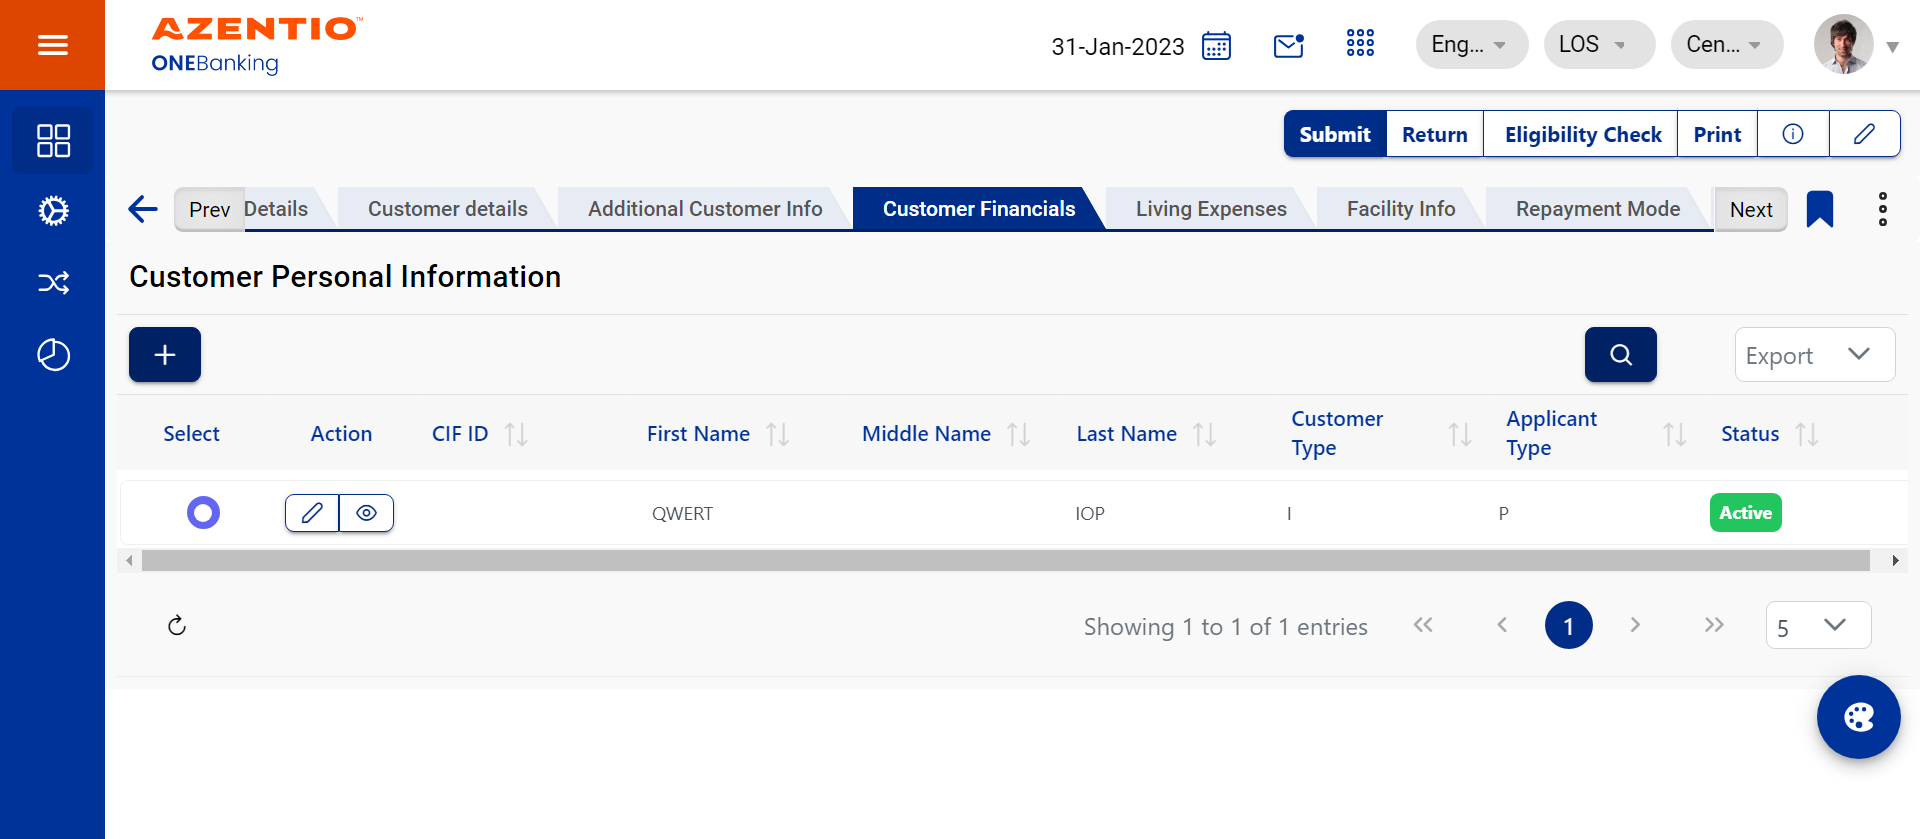 AZENTIO™
ONEBanking
31-Jan-2023
Eng...
LOS
Cen...
Submit
Return
Eligibility Check
Print
Prev
Details
Customer details
Additional Customer Info
Customer Financials
Living Expenses
Facility Info
Repayment Mode
Next
Customer Personal Information
+
Export
Select
Action
CIF ID
First Name
Middle Name
Last Name
Customer
Type
Applicant
Type
Status
QWERT
IOP
I
P
Active
Showing 1 to 1 of 1 entries
1
5